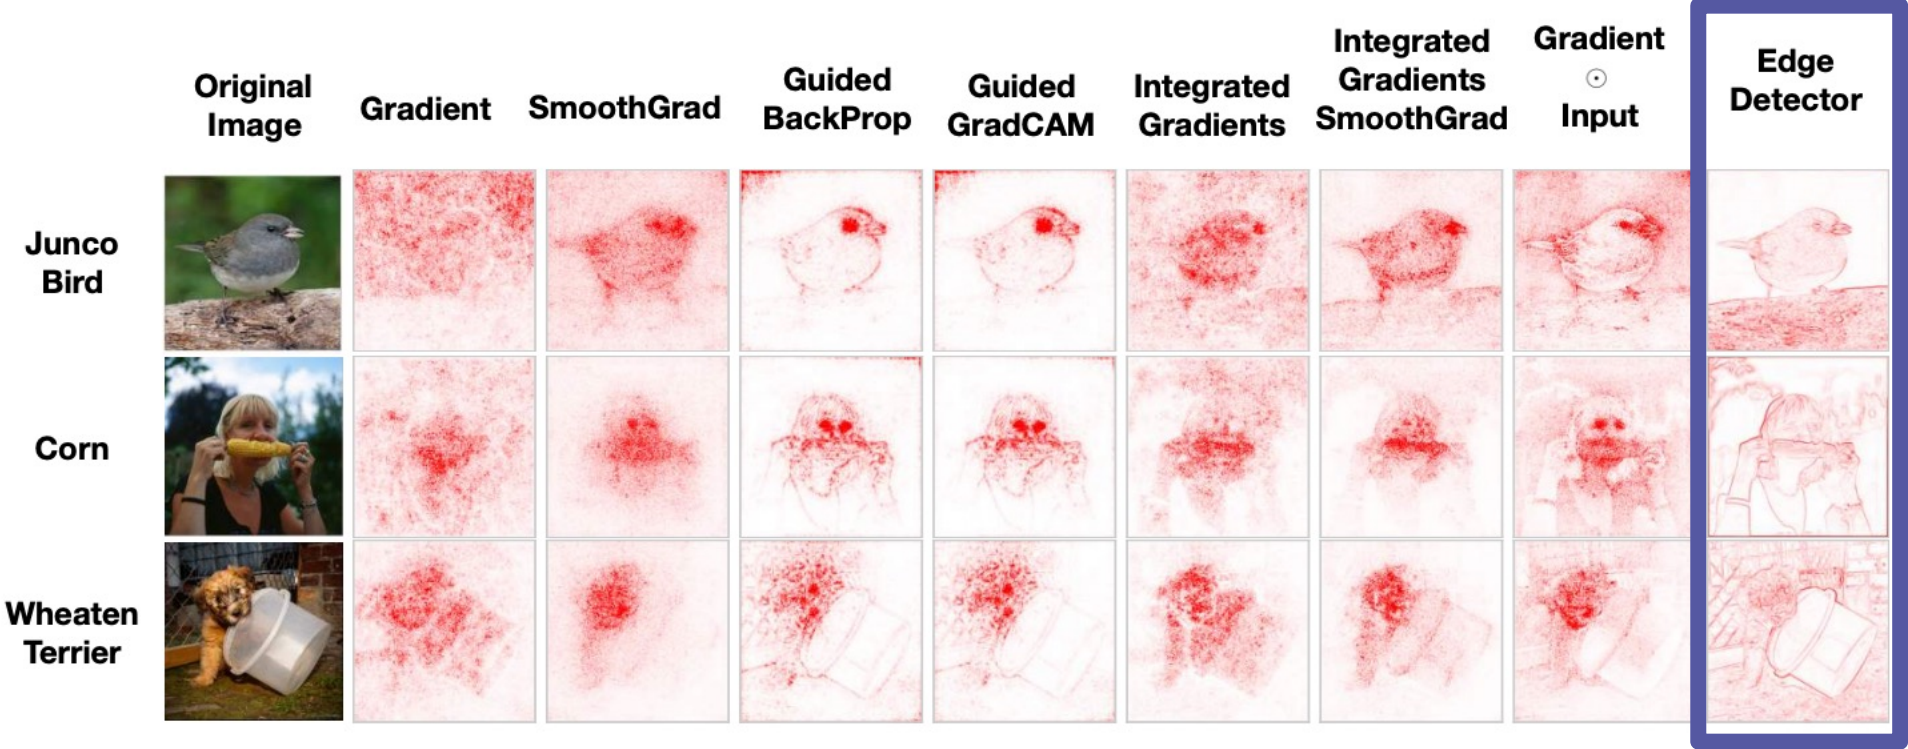 Original
Image
Gradient
SmoothGrad
Guided
BackProp
Guided
GradCAM
Integrated
Gradients
Integrated
Gradients
SmoothGrad
Gradient
⊙
Input
Edge
Detector
Junco
Bird
Corn
Wheaten
Terrier